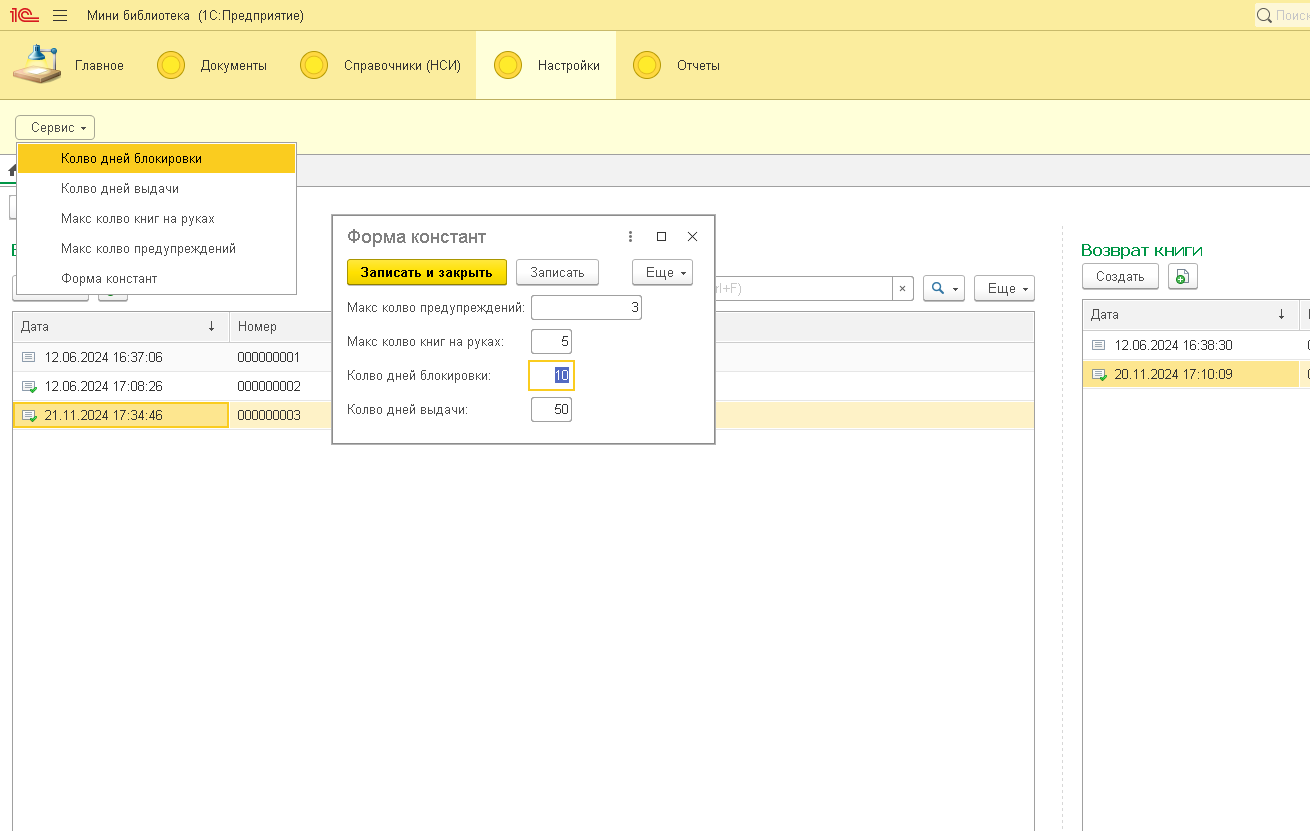 1С Мини библиотека (1С:Предприятие)
Поиск
Главное Документы Справочники (НСИ) Настройки Отчеты
Сервис
Колво дней блокировки
Колво дней выдачи
Макс колво книг на руках
Макс колво предупреждений
Форма констант
Форма констант
Записать и закрыть Записать Еще
Макс колво предупреждений: 3
Макс колво книг на руках: 5
Колво дней блокировки: 10
Колво дней выдачи: 50
rl+F) × Еще
Дата ↓ Номер
12.06.2024 16:37:06 000000001
12.06.2024 17:08:26 000000002
21.11.2024 17:34:46 000000003
Возврат книги
Создать
Дата ↓
12.06.2024 16:38:30
20.11.2024 17:10:09